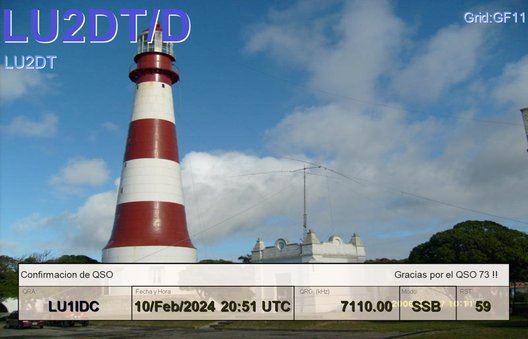 LU2DT/D
Grid:GF11
LU2DT
Confirmacion de QSO
Gracias por el QSO 73 !!
QRA
Fecha y Hora
QRG (kHz)
Modo
RST
LU1IDC
10/Feb/2024 20:51 UTC
7110.00
SSB
59